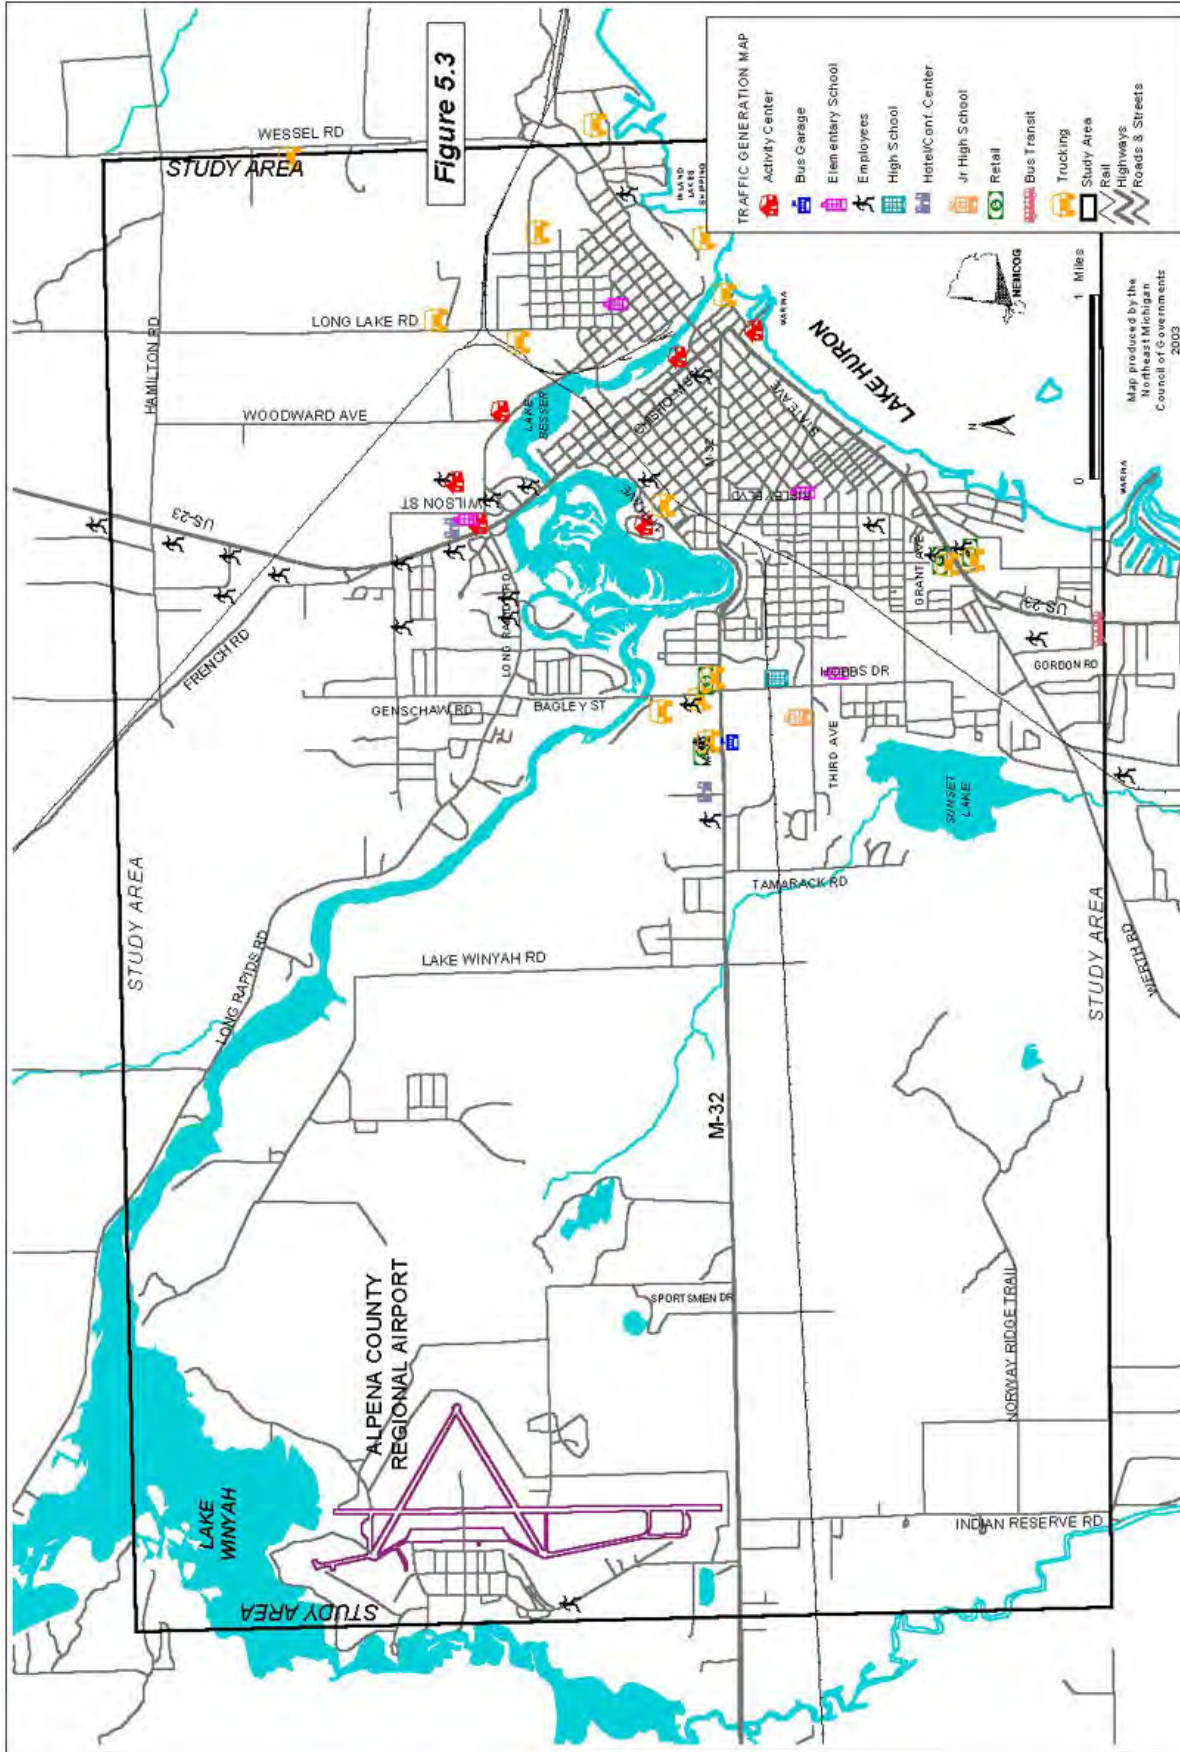 Figure 5.3
WESSEL RD
STUDY AREA
HAMILTON RD
LONG LAKE RD
WOODWARD AVE
INLAND
LAKES
SHIPPING
US-23
WILSON ST
LAKE
BESSER
CHISHO-M ST
M-32
STATE AVE
MARINA
LAKE HURON
FRENCH RD
RIPLEY BLVD
GRANT AVE
US-23
GENSCHAW RD
BAGLEY ST
HOBBS DR
GORDON RD
MARINA
M-32
THIRD AVE
SUNSET
LAKE
TAMARACK RD
STUDY AREA
LONG RAPIDS RD
LAKE WINYAH RD
STUDY AREA
WERTH RD
M-32
ALPENA COUNTY
REGIONAL AIRPORT
SPORTSMEN DR
NORWAY RIDGE TRAIL
LAKE
WINYAH
INDIAN RESERVE RD
STUDY AREA
TRAFFIC GENERATION MAP
Activity Center
Bus Garage
Elementary School
Employees
High School
Hotel/Conf. Center
Jr High School
Retail
Bus Transit
Trucking
Study Area
Rail
Highways
Roads & Streets
NEMCOG
N
0 1 Miles
Map produced by the
Northeast Michigan
Council of Governments
2003